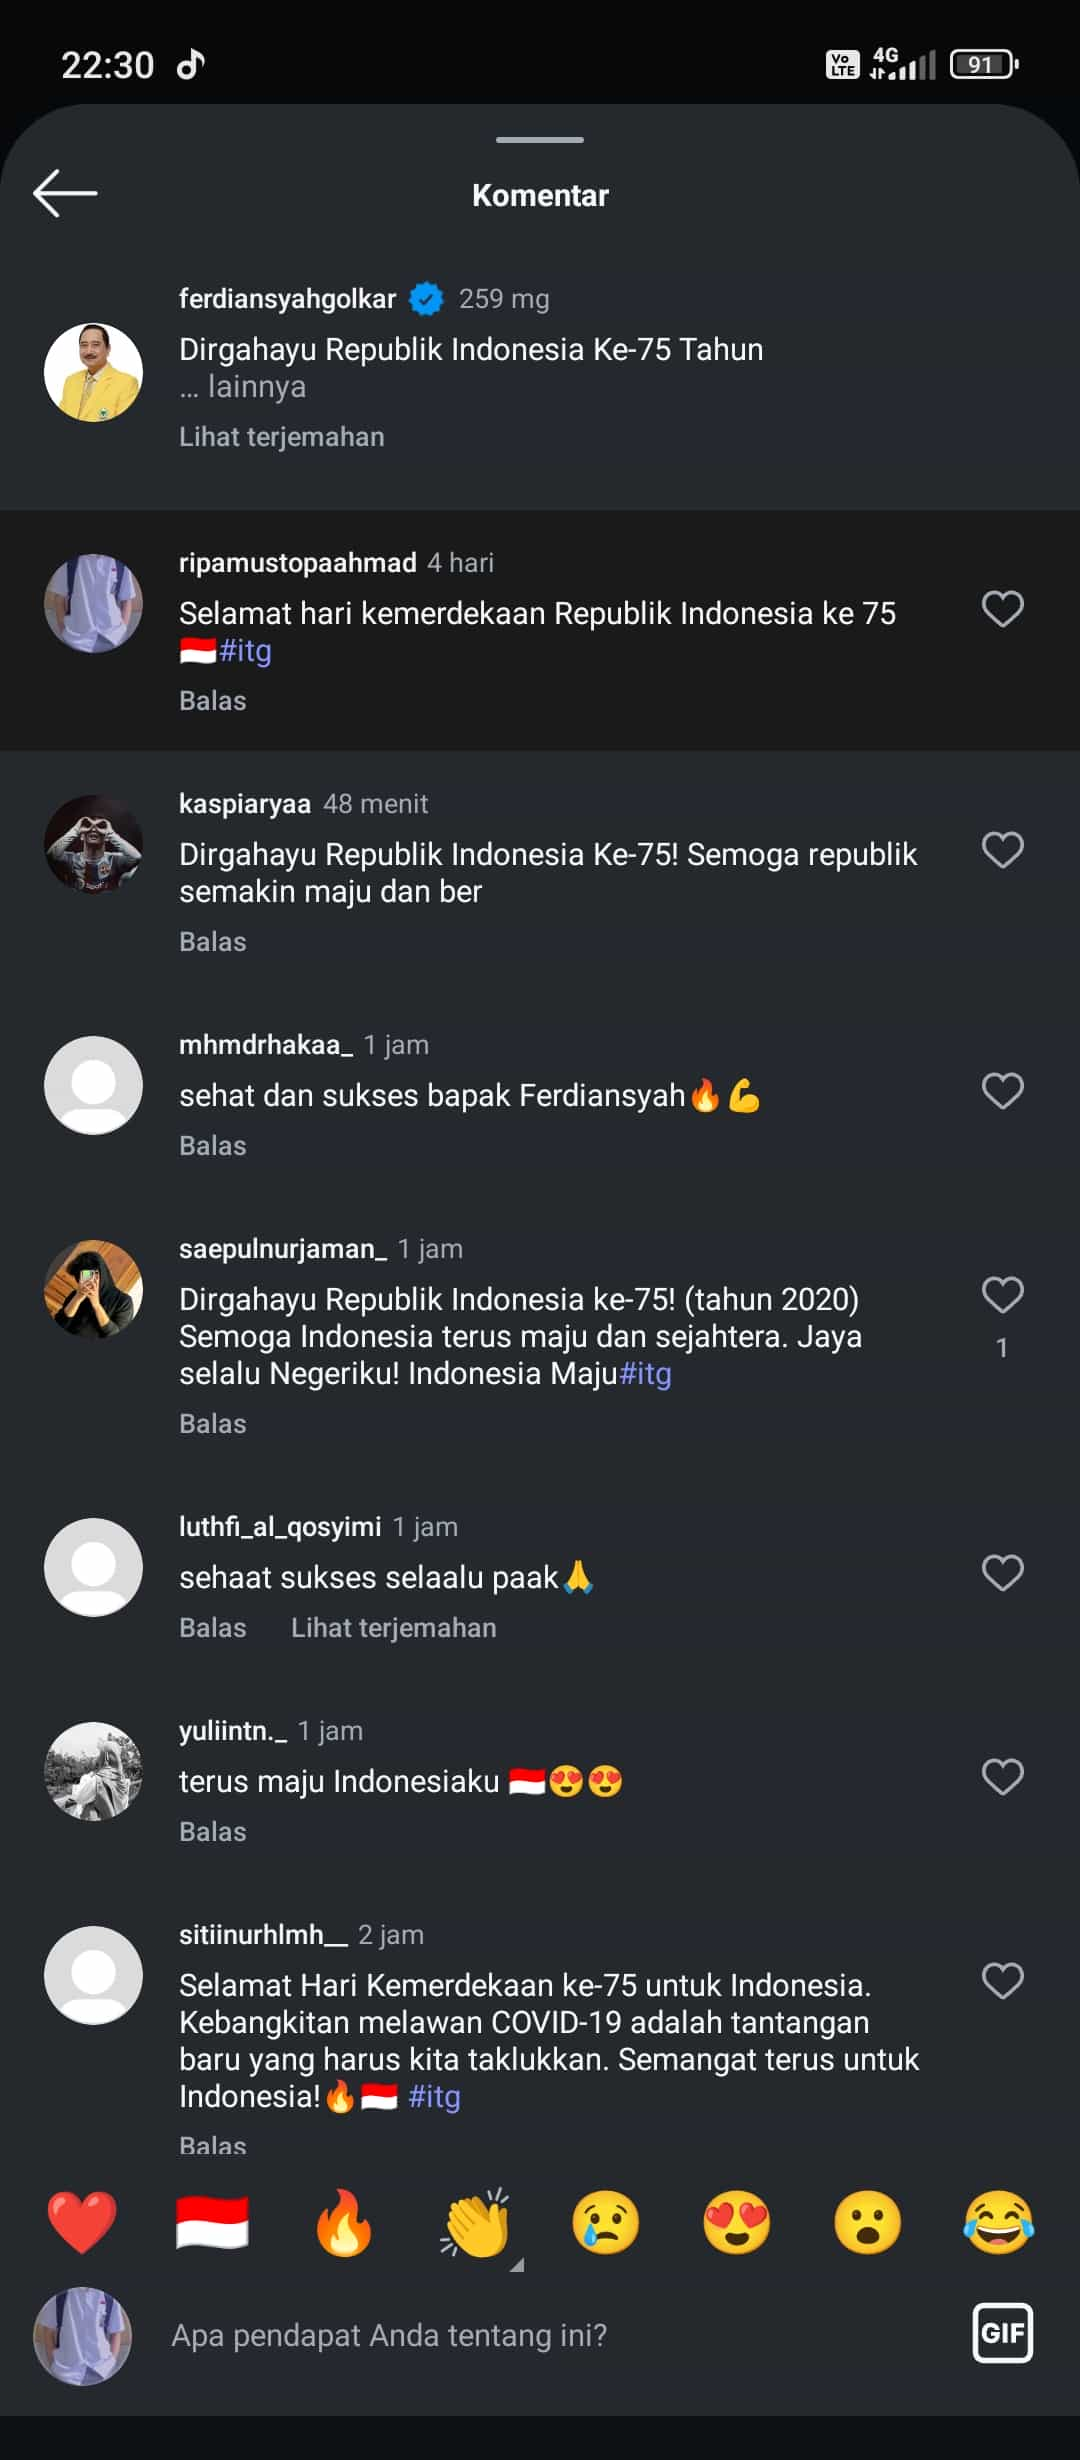 22:30
Vo LTE 4G 91
Komentar
ferdiansyahgolkar 259 mg
Dirgahayu Republik Indonesia Ke-75 Tahun
... lainnya
Lihat terjemahan
ripamustopaahmad 4 hari
Selamat hari kemerdekaan Republik Indonesia ke 75
🇮🇩#itg
Balas
kaspiaryaa 48 menit
Dirgahayu Republik Indonesia Ke-75! Semoga republik
semakin maju dan ber
Balas
mhmdrhakaa_ 1 jam
sehat dan sukses bapak Ferdiansyah🔥💪
Balas
saepulnurjaman_ 1 jam
Dirgahayu Republik Indonesia ke-75! (tahun 2020)
Semoga Indonesia terus maju dan sejahtera. Jaya
selalu Negeriku! Indonesia Maju#itg
1
Balas
luthfi_al_qosyimi 1 jam
sehaat sukses selaalu paak🙏
Balas Lihat terjemahan
yuliintn._ 1 jam
terus maju Indonesiaku 🇮🇩😍😍
Balas
sitiinurhlmh__ 2 jam
Selamat Hari Kemerdekaan ke-75 untuk Indonesia.
Kebangkitan melawan COVID-19 adalah tantangan
baru yang harus kita taklukkan. Semangat terus untuk
Indonesia!🔥🇮🇩 #itg
Balas
❤️🇮🇩🔥👏😢😍😮😂
Apa pendapat Anda tentang ini?
GIF